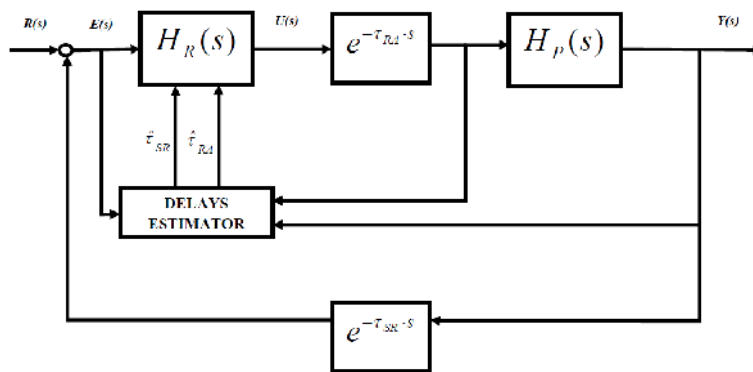 R(s)
E(s)
H_R(s)
U(s)
e^{-τ_{RA}·s}
H_P(s)
Y(s)
τ̂_{SR}
τ̂_{RA}
DELAYS
ESTIMATOR
e^{-τ_{SR}·s}